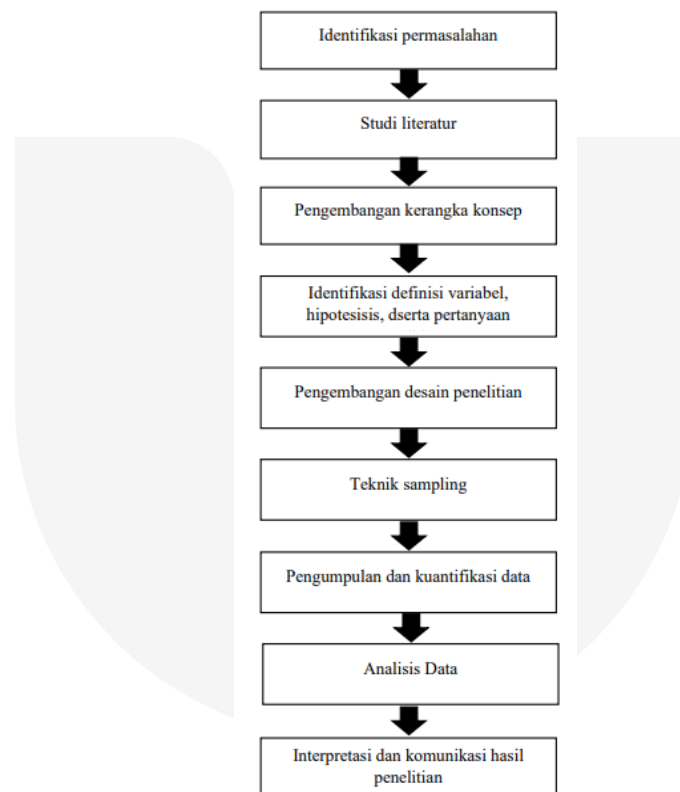 Identifikasi permasalahan
Studi literatur
Pengembangan kerangka konsep
Identifikasi definisi variabel,
hipotesisis, dserta pertanyaan
Pengembangan desain penelitian
Teknik sampling
Pengumpulan dan kuantifikasi data
Analisis Data
Interpretasi dan komunikasi hasil
penelitian